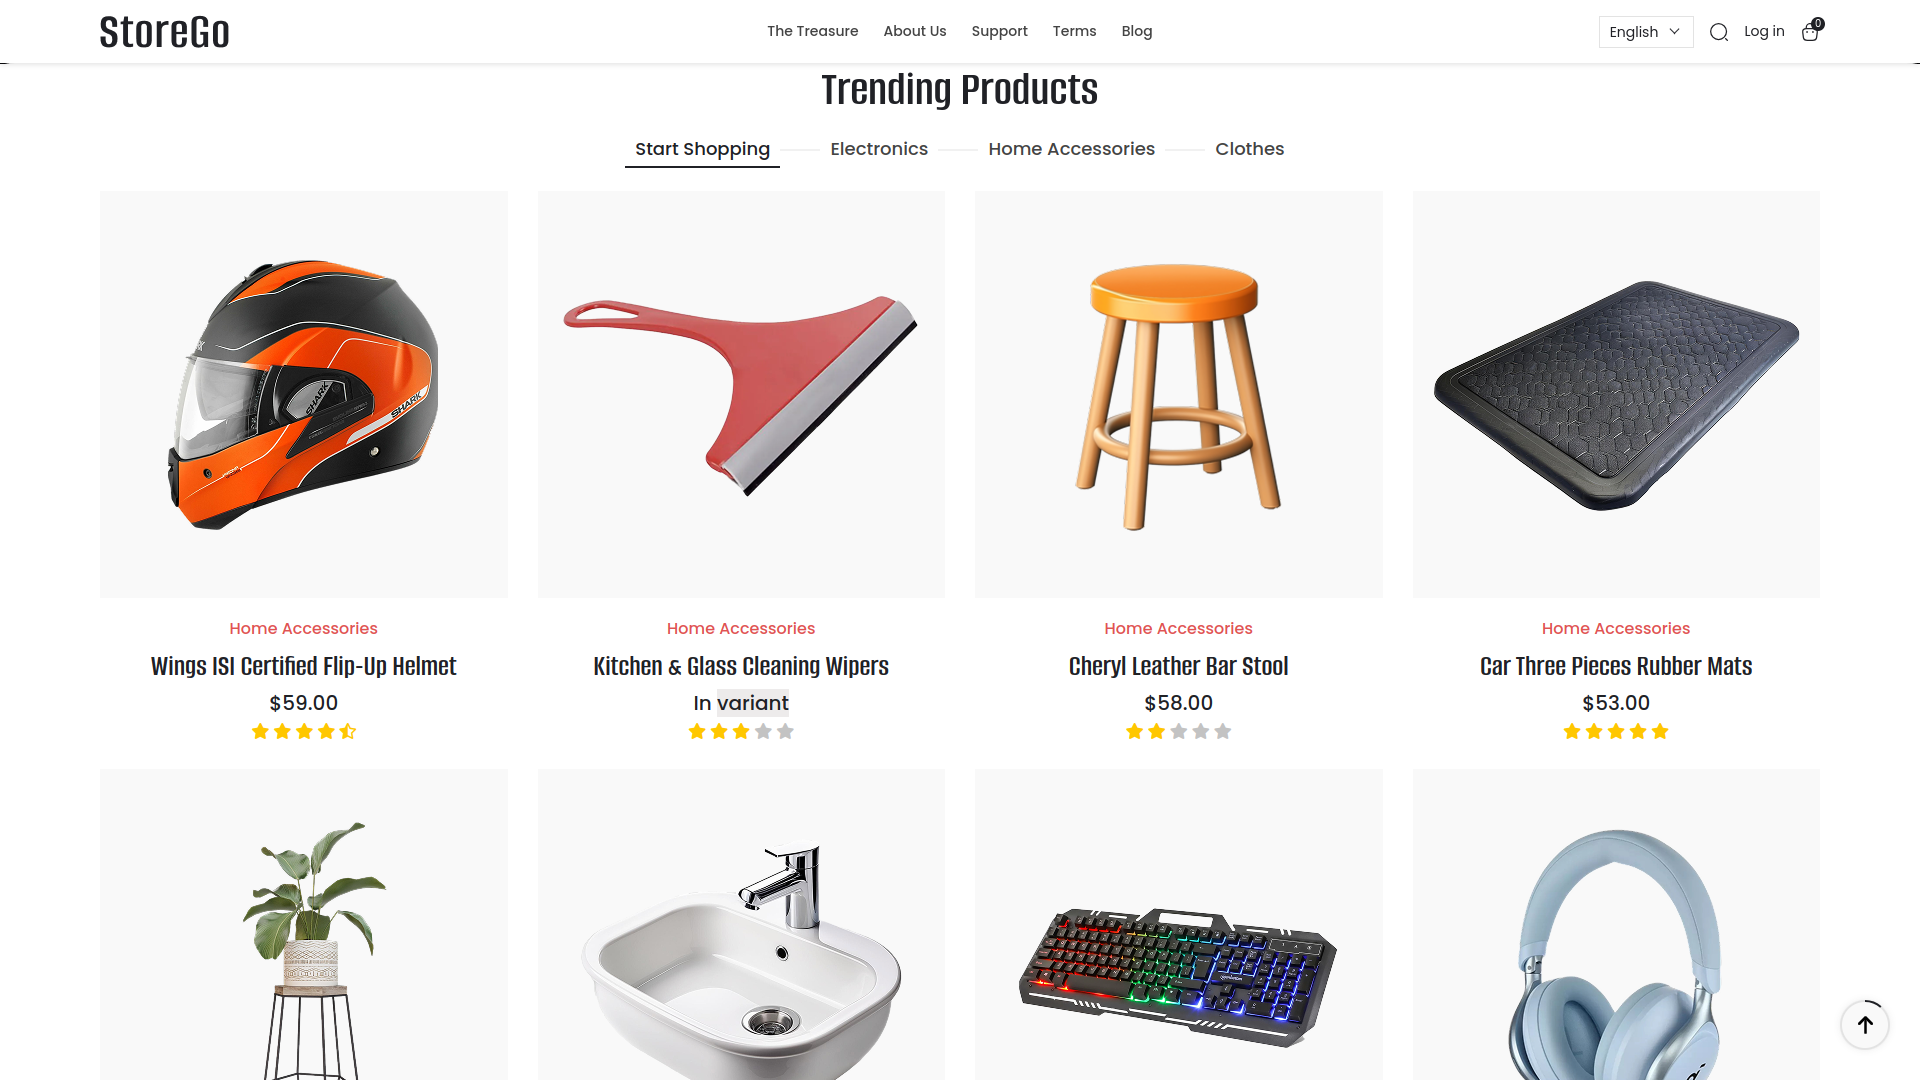 StoreGo
The Treasure
About Us
Support
Terms
Blog
English
Log in
0
Trending Products
Start Shopping
Electronics
Home Accessories
Clothes
SHARK
SHARK
Home Accessories
Wings ISI Certified Flip-Up Helmet
$59.00
Home Accessories
Kitchen & Glass Cleaning Wipers
In variant
Home Accessories
Cheryl Leather Bar Stool
$58.00
Home Accessories
Car Three Pieces Rubber Mats
$53.00